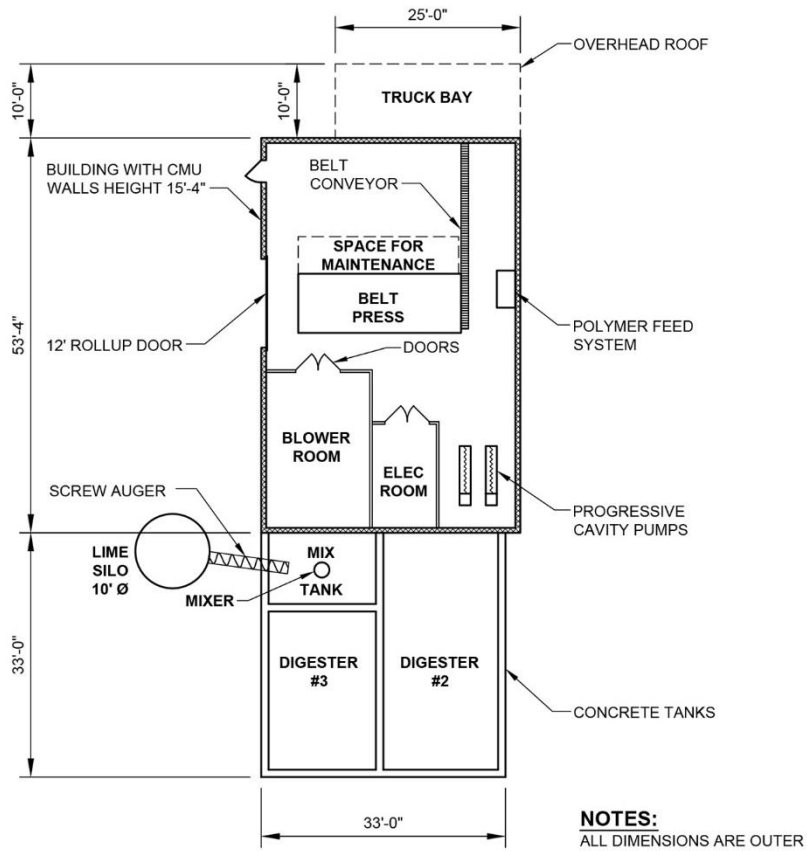 25'-0"
OVERHEAD ROOF
10'-0"
10'-0"
TRUCK BAY
BUILDING WITH CMU
WALLS HEIGHT 15'-4"
BELT
CONVEYOR
SPACE FOR
MAINTENANCE
BELT
PRESS
53'-4"
12' ROLLUP DOOR
DOORS
POLYMER FEED
SYSTEM
BLOWER
ROOM
ELEC
ROOM
SCREW AUGER
PROGRESSIVE
CAVITY PUMPS
LIME
SILO
10' Ø
MIX
TANK
MIXER
33'-0"
DIGESTER
#3
DIGESTER
#2
CONCRETE TANKS
33'-0"
NOTES:
ALL DIMENSIONS ARE OUTER